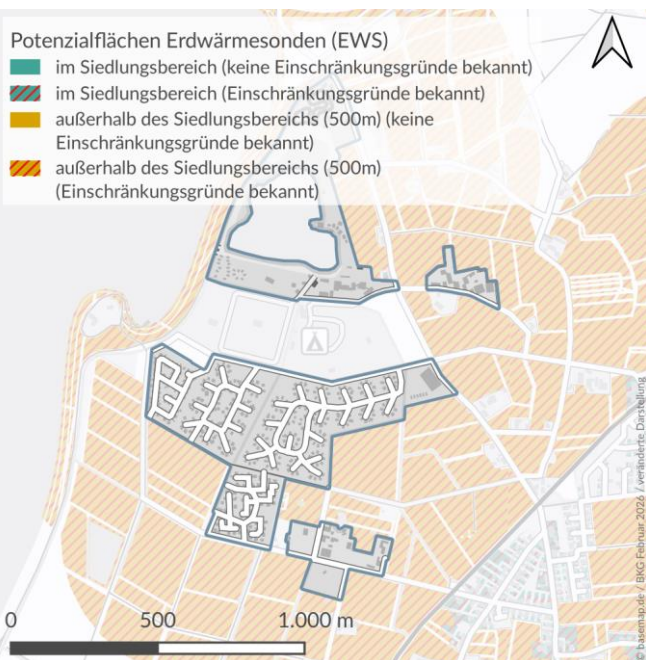 Potenzialflächen Erdwärmesonden (EWS)
im Siedlungsbereich (keine Einschränkungsgründe bekannt)
im Siedlungsbereich (Einschränkungsgründe bekannt)
außerhalb des Siedlungsbereichs (500m) (keine
Einschränkungsgründe bekannt)
außerhalb des Siedlungsbereichs (500m)
(Einschränkungsgründe bekannt)
0 500 1.000 m
© basemap.de / BKG Februar 2026 / veränderte Darstellung